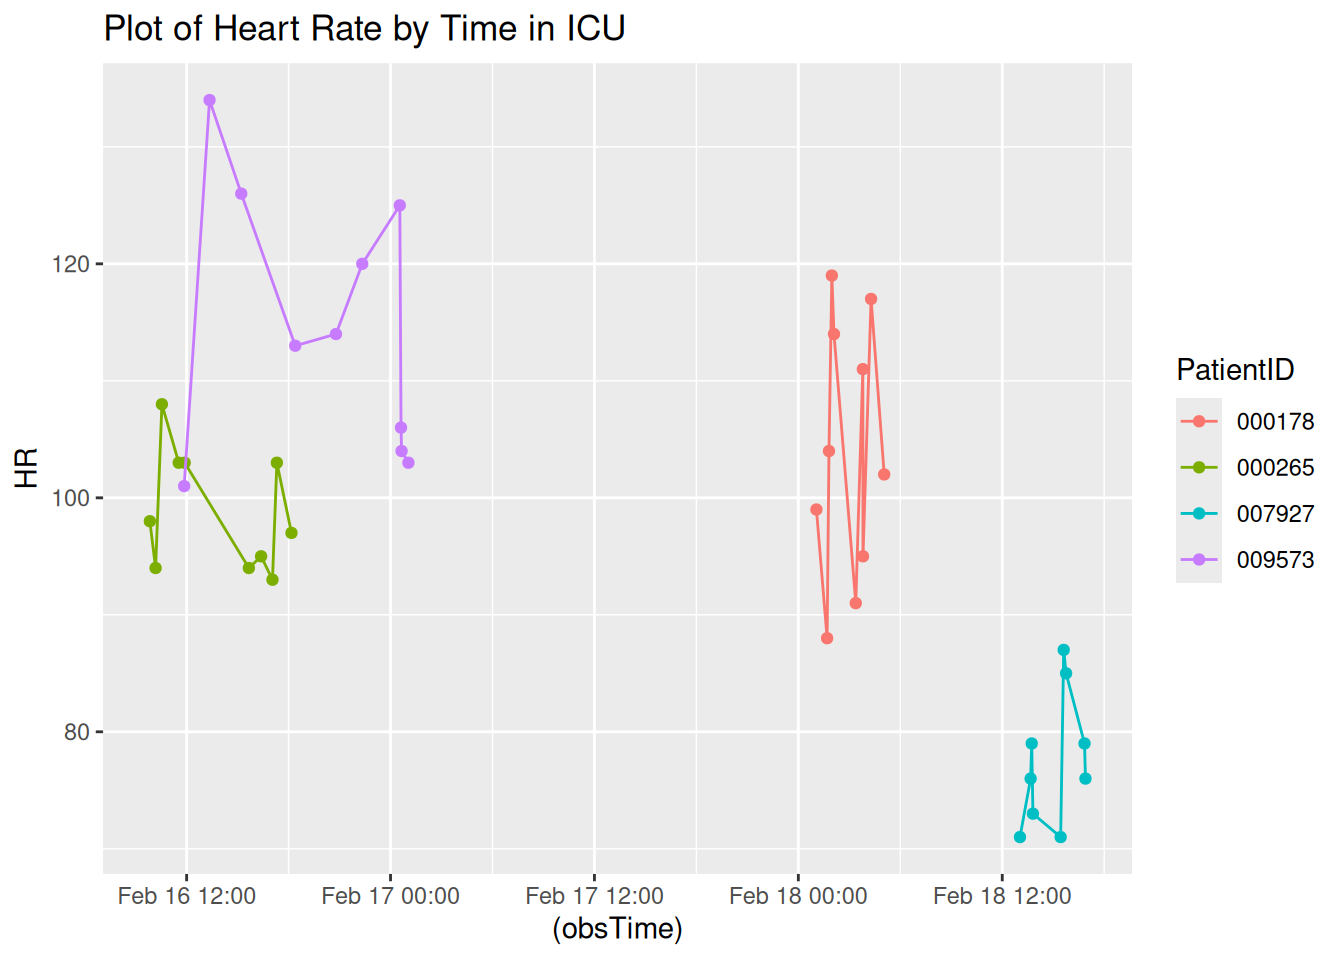 Plot of Heart Rate by Time in ICU
HR
120
100
80
Feb 16 12:00
Feb 17 00:00
Feb 17 12:00
Feb 18 00:00
Feb 18 12:00
(obsTime)
PatientID
000178
000265
007927
009573